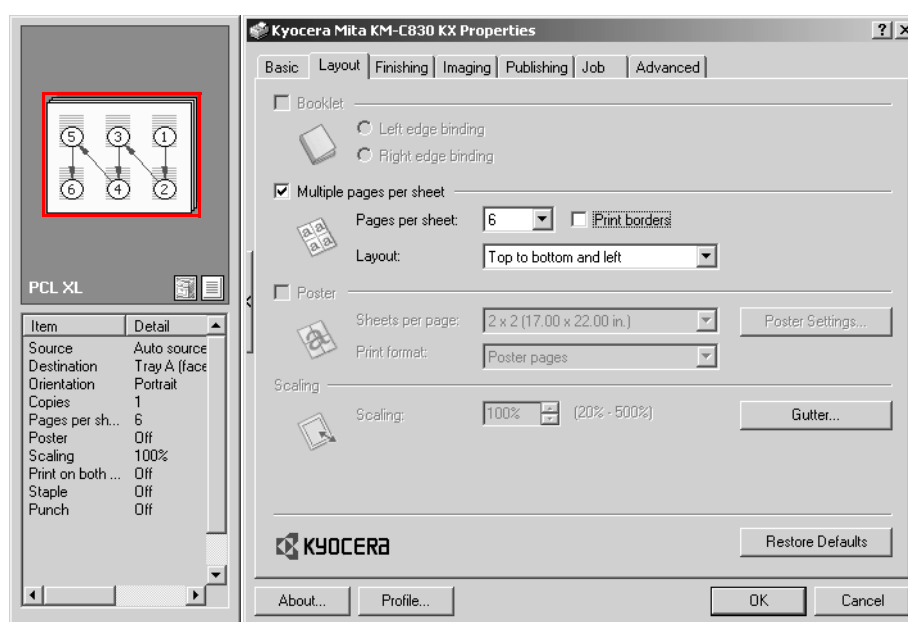 Kyocera Mita KM-C830 KX Properties
Basic Layout Finishing Imaging Publishing Job Advanced
Booklet
Left edge binding
Right edge binding
Multiple pages per sheet
Pages per sheet: 6 Print borders
Layout: Top to bottom and left
Poster
Sheets per page: 2 x 2 (17.00 x 22.00 in.) Poster Settings...
Print format: Poster pages
Scaling
Scaling: 100% (20% - 500%) Gutter...
KYOCERA
Restore Defaults
About... Profile... OK Cancel
5 3 1
6 4 2
PCL XL
Item Detail
Source Auto source
Destination Tray A (face
Orientation Portrait
Copies 1
Pages per sh... 6
Poster Off
Scaling 100%
Print on both ... Off
Staple Off
Punch Off